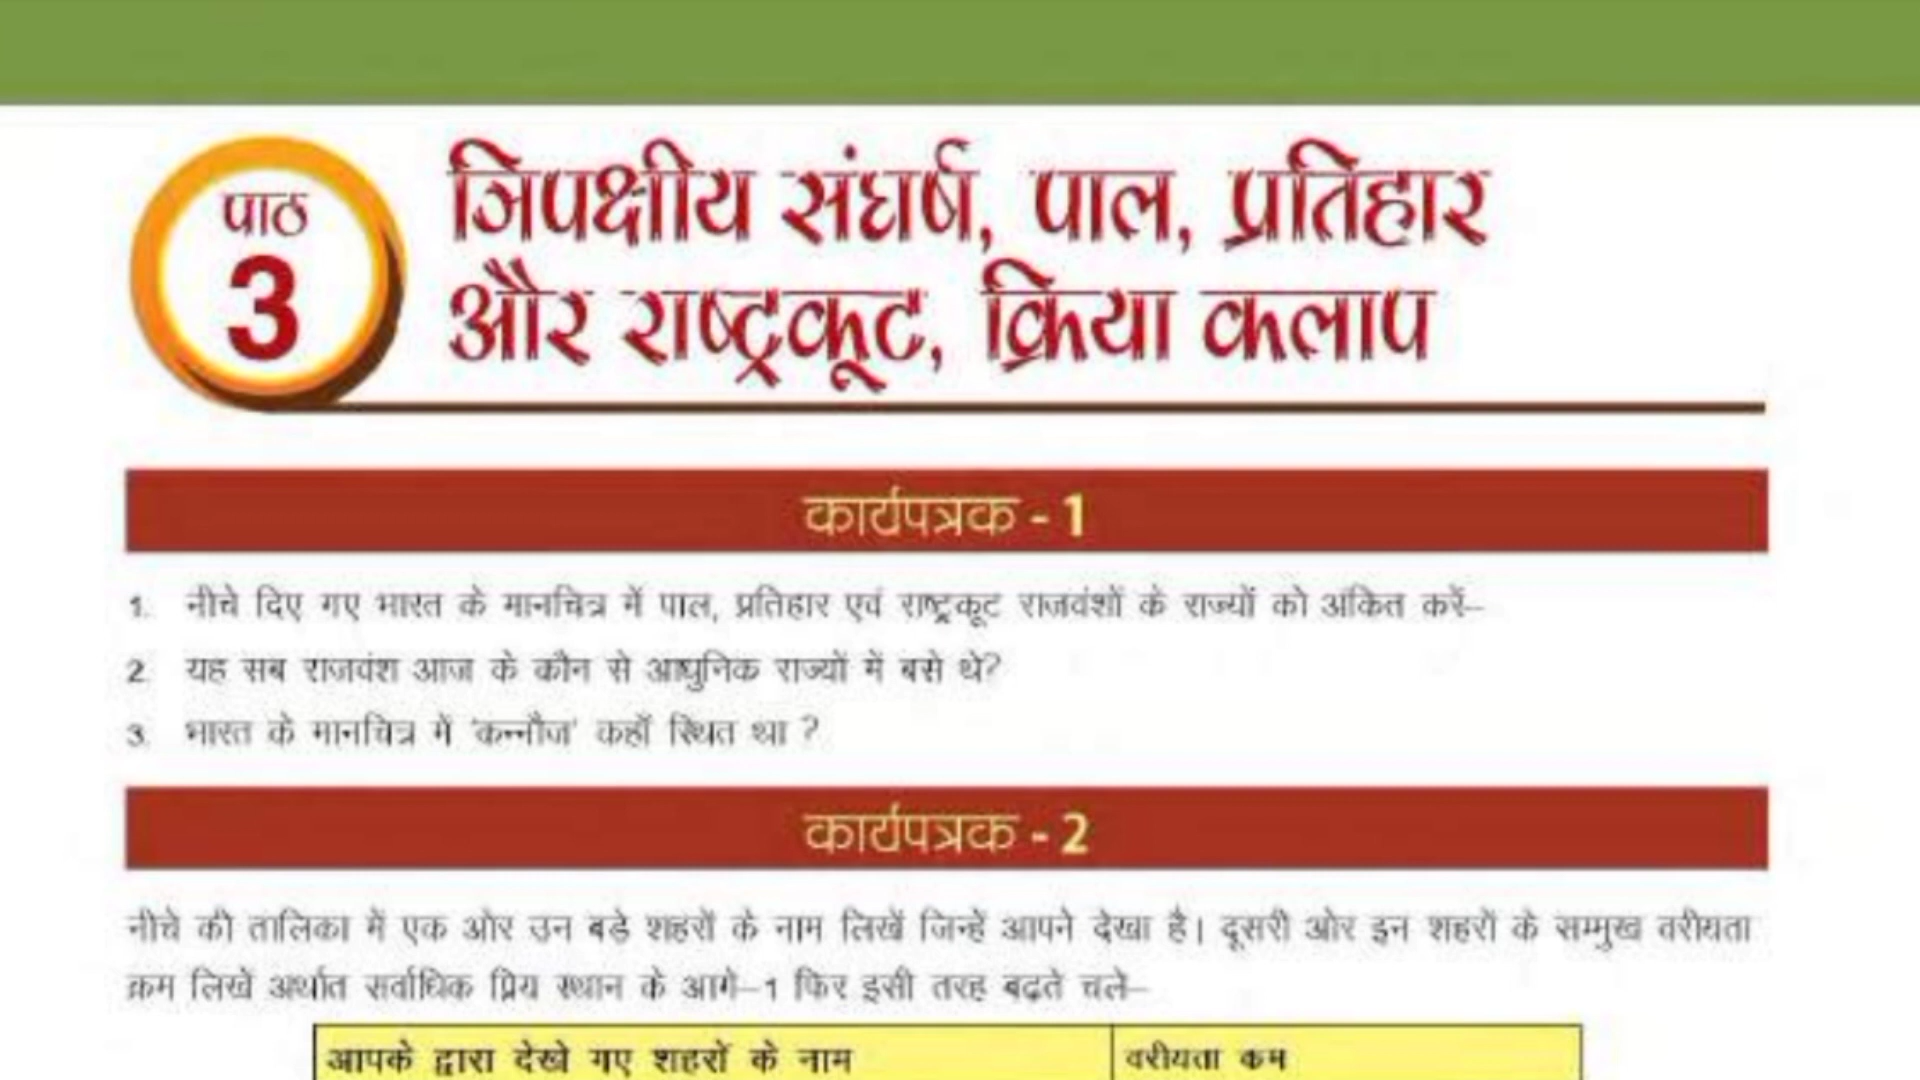 पाठ
3
त्रिपक्षीय संघर्ष, पाल, प्रतिहार
और राष्ट्रकूट, क्रिया कलाप
कार्यपत्रक - 1
1. नीचे दिए गए भारत के मानचित्र में पाल, प्रतिहार एवं राष्ट्रकूट राजवंशों के राज्यों को अंकित करें–
2. यह सब राजवंश आज के कौन से आधुनिक राज्यों में बसे थे?
3. भारत के मानचित्र में 'कन्नौज' कहाँ स्थित था ?
कार्यपत्रक - 2
नीचे की तालिका में एक ओर उन बडे शहरों के नाम लिखें जिन्हें आपने देखा है। दूसरी ओर इन शहरों के सम्मुख वरीयता
क्रम लिखें अर्थात सर्वाधिक प्रिय स्थान के आगे–1 फिर इसी तरह बढ़ते चले–
आपके द्वारा देखे गए शहरों के नाम
वरीयता कम